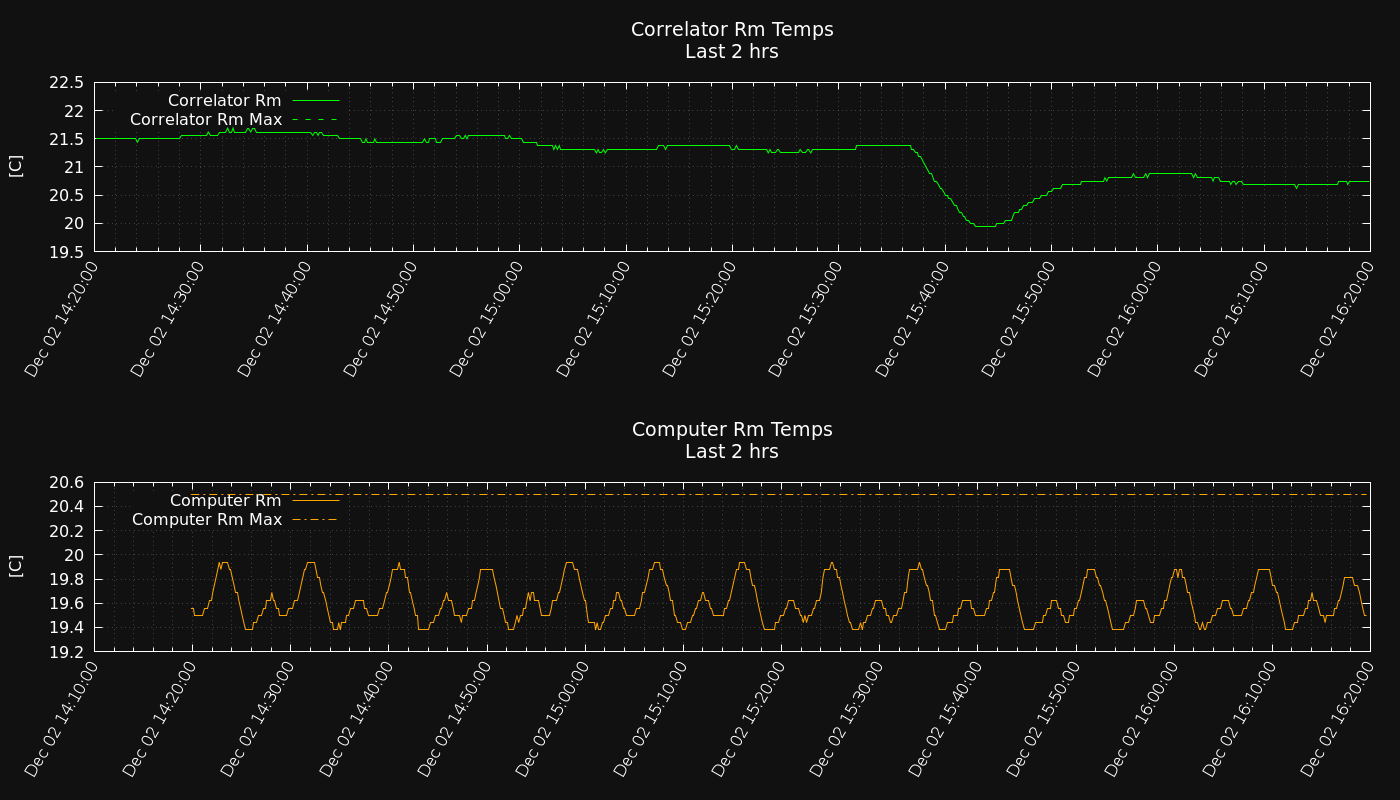 Correlator Rm Temps
Last 2 hrs
22.5
22
21.5
21
20.5
20
19.5
[C]
Correlator Rm
Correlator Rm Max
Dec 02 14:20:00
Dec 02 14:30:00
Dec 02 14:40:00
Dec 02 14:50:00
Dec 02 15:00:00
Dec 02 15:10:00
Dec 02 15:20:00
Dec 02 15:30:00
Dec 02 15:40:00
Dec 02 15:50:00
Dec 02 16:00:00
Dec 02 16:10:00
Dec 02 16:20:00
Computer Rm Temps
Last 2 hrs
20.6
20.4
20.2
20
19.8
19.6
19.4
19.2
[C]
Computer Rm
Computer Rm Max
Dec 02 14:10:00
Dec 02 14:20:00
Dec 02 14:30:00
Dec 02 14:40:00
Dec 02 14:50:00
Dec 02 15:00:00
Dec 02 15:10:00
Dec 02 15:20:00
Dec 02 15:30:00
Dec 02 15:40:00
Dec 02 15:50:00
Dec 02 16:00:00
Dec 02 16:10:00
Dec 02 16:20:00